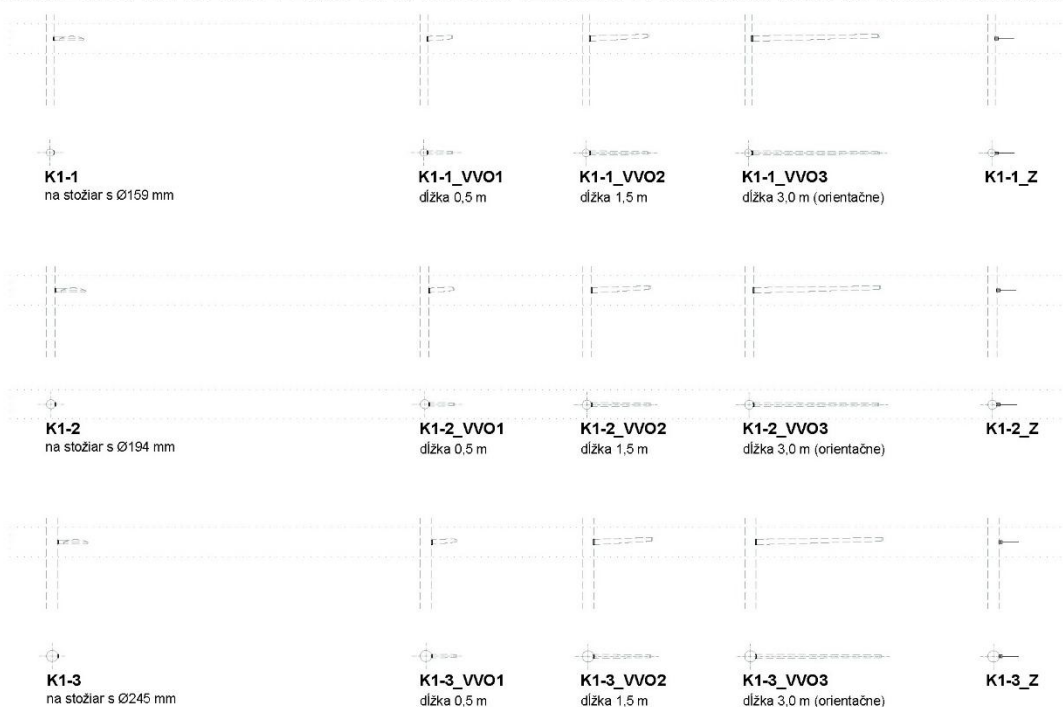 K1-1
na stožiar s Ø159 mm
K1-1_VVO1
dĺžka 0,5 m
K1-1_VVO2
dĺžka 1,5 m
K1-1_VVO3
dĺžka 3,0 m (orientačne)
K1-1_Z
K1-2
na stožiar s Ø194 mm
K1-2_VVO1
dĺžka 0,5 m
K1-2_VVO2
dĺžka 1,5 m
K1-2_VVO3
dĺžka 3,0 m (orientačne)
K1-2_Z
K1-3
na stožiar s Ø245 mm
K1-3_VVO1
dĺžka 0,5 m
K1-3_VVO2
dĺžka 1,5 m
K1-3_VVO3
dĺžka 3,0 m (orientačne)
K1-3_Z